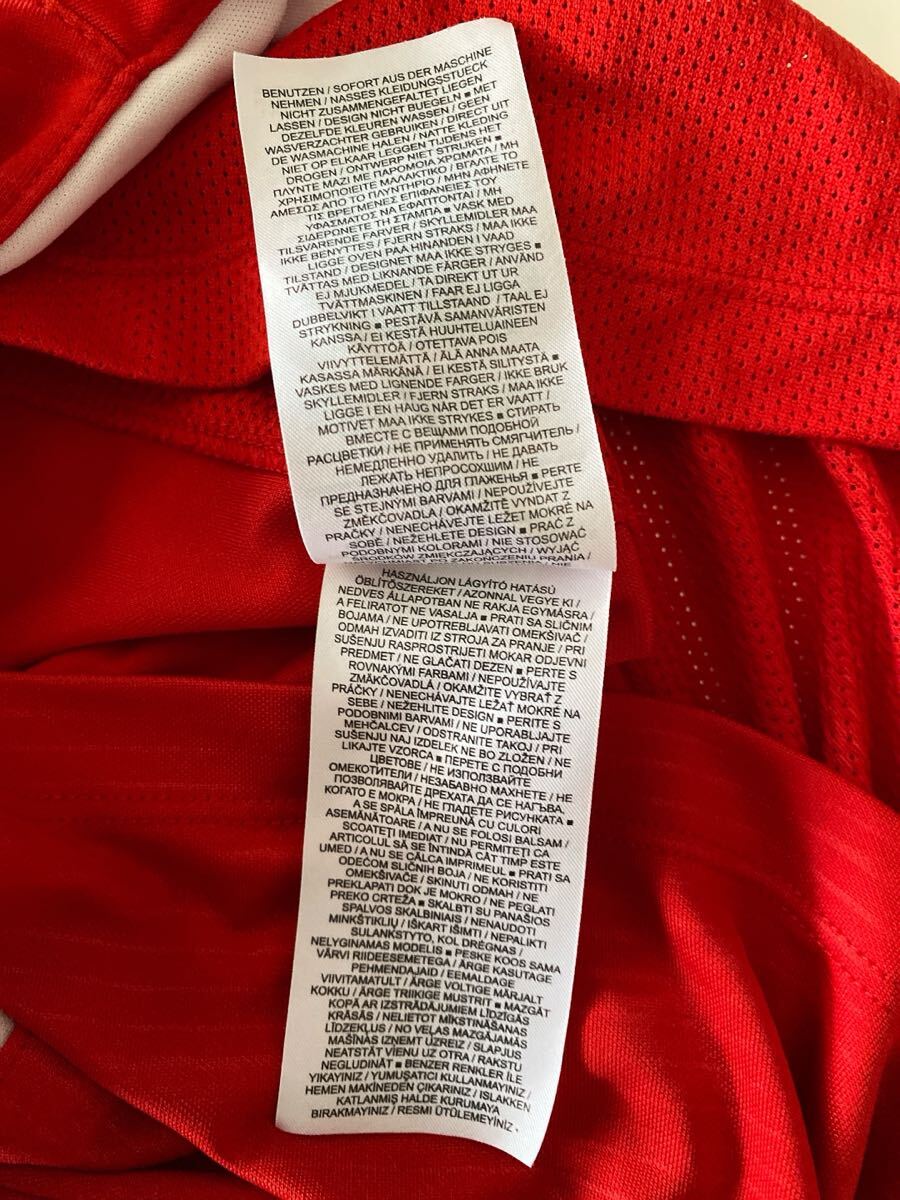 BENUTZEN / SOFORT AUS DER MASCHINE
NEHMEN / NASSES KLEIDUNGSSTUECK
NICHT ZUSAMMENGEFALTET LIEGEN
LASSEN / DESIGN NICHT BUEGELN ■ MET
DEZELFDE KLEUREN WASSEN / GEEN
WASVERZACHTER GEBRUIKEN / DIRECT UIT
DE WASMACHINE HALEN / NATTE KLEDING
NIET OP ELKAAR LEGGEN TIJDENS HET
DROGEN / ONTWERP NIET STRIJKEN ■
ΠΛΥΝΤΕ ΜΑΖΙ ΜΕ ΠΑΡΟΜΟΙΑ ΧΡΩΜΑΤΑ / ΜΗ
ΧΡΗΣΙΜΟΠΟΙΕΙΤΕ ΜΑΛΑΚΤΙΚΟ / ΒΓΑΛΤΕ ΤΟ
ΑΜΕΣΩΣ ΑΠΟ ΤΟ ΠΛΥΝΤΗΡΙΟ / ΜΗΝ ΑΦΗΝΕΤΕ
ΤΙΣ ΒΡΕΓΜΕΝΕΣ ΕΠΙΦΑΝΕΙΕΣ ΤΟΥ
ΥΦΑΣΜΑΤΟΣ ΝΑ ΕΦΑΠΤΟΝΤΑΙ / ΜΗ
ΣΙΔΕΡΩΝΕΤΕ ΤΗ ΣΤΑΜΠΑ ■ VASK MED
TILSVARENDE FARVER / SKYLLEMIDLER MAA
IKKE BENYTTES / FJERN STRAKS / MAA IKKE
LIGGE OVEN PAA HINANDEN I VAAD
TILSTAND / DESIGNET MAA IKKE STRYGES ■
TVÄTTAS MED LIKNANDE FÄRGER / ANVÄND
EJ MJUKMEDEL / TA DIREKT UT UR
TVÄTTMASKINEN / FAAR EJ LIGGA
DUBBELVIKT I VAATT TILLSTAAND / TAAL EJ
STRYKNING ■ PESTÄVÄ SAMANVÄRISTEN
KANSSA / EI KESTÄ HUUHTELUAINEEN
KÄYTTÖÄ / OTETTAVA POIS
VIIVYTTELEMÄTTÄ / ÄLÄ ANNA MAATA
KASASSA MÄRKÄNÄ / EI KESTÄ SILITYSTÄ ■
VASKES MED LIGNENDE FARGER / IKKE BRUK
SKYLLEMIDLER / FJERN STRAKS / MAA IKKE
LIGGE I EN HAUG NÅR DET ER VAATT /
MOTIVET MAA IKKE STRYKES ■ СТИРАТЬ
ВМЕСТЕ С ВЕЩАМИ ПОДОБНОЙ
РАСЦВЕТКИ / НЕ ПРИМЕНЯТЬ СМЯГЧИТЕЛЬ /
НЕМЕДЛЕННО УДАЛИТЬ / НЕ ДАВАТЬ
ЛЕЖАТЬ НЕПРОСОХШИМ / НЕ
ПРЕДНАЗНАЧЕНО ДЛЯ ГЛАЖЕНЬЯ ■ PERTE
SE STEJNÝMI BARVAMI / NEPOUŽÍVEJTE
ZMĚKČOVADLA / OKAMŽITĚ VYNDAT Z
PRAČKY / NENECHÁVEJTE LEŽET MOKRÉ NA
SOBĚ / NEŽEHLETE DESIGN ■ PRAĆ Z
PODOBNYMI KOLORAMI / NIE STOSOWAĆ
ŚRODKÓW ZMIĘKCZAJĄCYCH / WYJĄĆ
HASZNÁLJON LÁGYÍTÓ HATÁSÚ
ÖBLÍTŐSZEREKET / AZONNAL VEGYE KI /
NEDVES ÁLLAPOTBAN NE RAKJA EGYMÁSRA /
A FELIRATOT NE VASALJA ■ PRATI SA SLIČNIM
BOJAMA / NE UPOTREBLJAVATI OMEKŠIVAČ /
ODMAH IZVADITI IZ STROJA ZA PRANJE / PRI
SUŠENJU RASPROSTRIJETI MOKAR ODJEVNI
PREDMET / NE GLAČATI DEZEN ■ PERTE S
ROVNAKÝMI FARBAMI / NEPOUŽÍVAJTE
ZMÄKČOVADLÁ / OKAMŽITE VYBRAŤ Z
PRÁČKY / NENECHÁVEJTE LEŽAŤ MOKRÉ NA
SEBE / NEŽEHLITE DESIGN ■ PERITE S
PODOBNIMI BARVAMI / NE UPORABLJAJTE
MEHČALCEV / ODSTRANITE TAKOJ / PRI
SUŠENJU NAJ IZDELEK NE BO ZLOŽEN / NE
LIKAJTE VZORCA ■ ПЕРЕТЕ С ПОДОБНИ
ЦВЕТОВЕ / НЕ ИЗПОЛЗВАЙТЕ
ОМЕКОТИТЕЛИ / НЕЗАБАВНО МАХНЕТЕ / НЕ
ПОЗВОЛЯВАЙТЕ ДРЕХАТА ДА СЕ НАГЪВА,
КОГАТО Е МОКРА / НЕ ГЛАДЕТЕ РИСУНКАТА ■
A SE SPĂLA ÎMPREUNĂ CU CULORI
ASEMĂNĂTOARE / A NU SE FOLOSI BALSAM /
SCOATEȚI IMEDIAT / NU PERMITEȚI CA
ARTICOLUL SĂ SE ÎNTINDĂ CÂT TIMP ESTE
UMED / A NU SE CĂLCA IMPRIMEUL ■ PRATI SA
ODEĆOM SLIČNIH BOJA / NE KORISTITI
OMEKŠIVAČE / SKINUTI ODMAH / NE
PREKLAPATI DOK JE MOKRO / NE PEGLATI
PREKO CRTEŽA ■ SKALBTI SU PANAŠIOS
SPALVOS SKALBINIAIS / NENAUDOTI
MINKŠTIKLIŲ / IŠKART IŠIMTI / NEPALIKTI
SULANKSTYTO, KOL DRĖGNAS /
NELYGINAMAS MODELIS ■ PESKE KOOS SAMA
VÄRVI RIIDEESEMETEGA / ÄRGE KASUTAGE
PEHMENDAJAID / EEMALDAGE
VIIVITAMATULT / ÄRGE VOLTIGE MÄRJALT
KOKKU / ÄRGE TRIIKIGE MUSTRIT ■ MAZGĀT
KOPĀ AR IZSTRĀDĀJUMIEM LĪDZĪGĀS
KRĀSĀS / NELIETOT MĪKSTINĀŠANAS
LĪDZEKĻUS / NO VEĻAS MAZGĀJAMĀS
MAŠĪNAS IZŅEMT UZREIZ / SLAPJUS
NEATSTĀT VIENU UZ OTRA / RAKSTU
NEGLUDINĀT ■ BENZER RENKLER İLE
YIKAYINIZ / YUMUŞATICI KULLANMAYINIZ /
HEMEN MAKİNEDEN ÇIKARINIZ / ISLAKKEN
KATLANMIŞ HALDE KURUMAYA
BIRAKMAYINIZ / RESMI ÜTÜLEMEYİNİZ